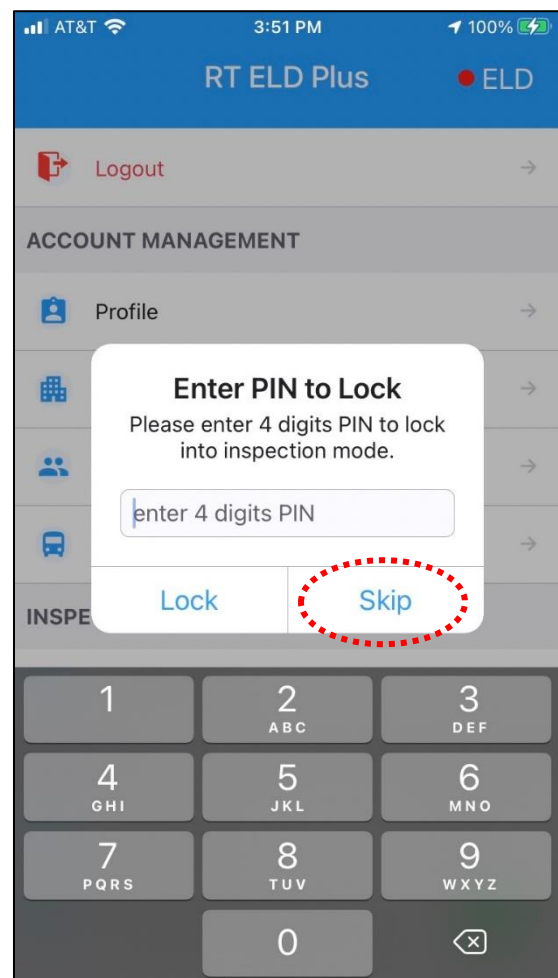 AT&T 3:51 PM 100%
RT ELD Plus ELD
Logout
ACCOUNT MANAGEMENT
Profile
Enter PIN to Lock
Please enter 4 digits PIN to lock
into inspection mode.
enter 4 digits PIN
Lock Skip
INSPE
1 2 3
ABC DEF
4 5 6
GHI JKL MNO
7 8 9
PQRS TUV WXYZ
0